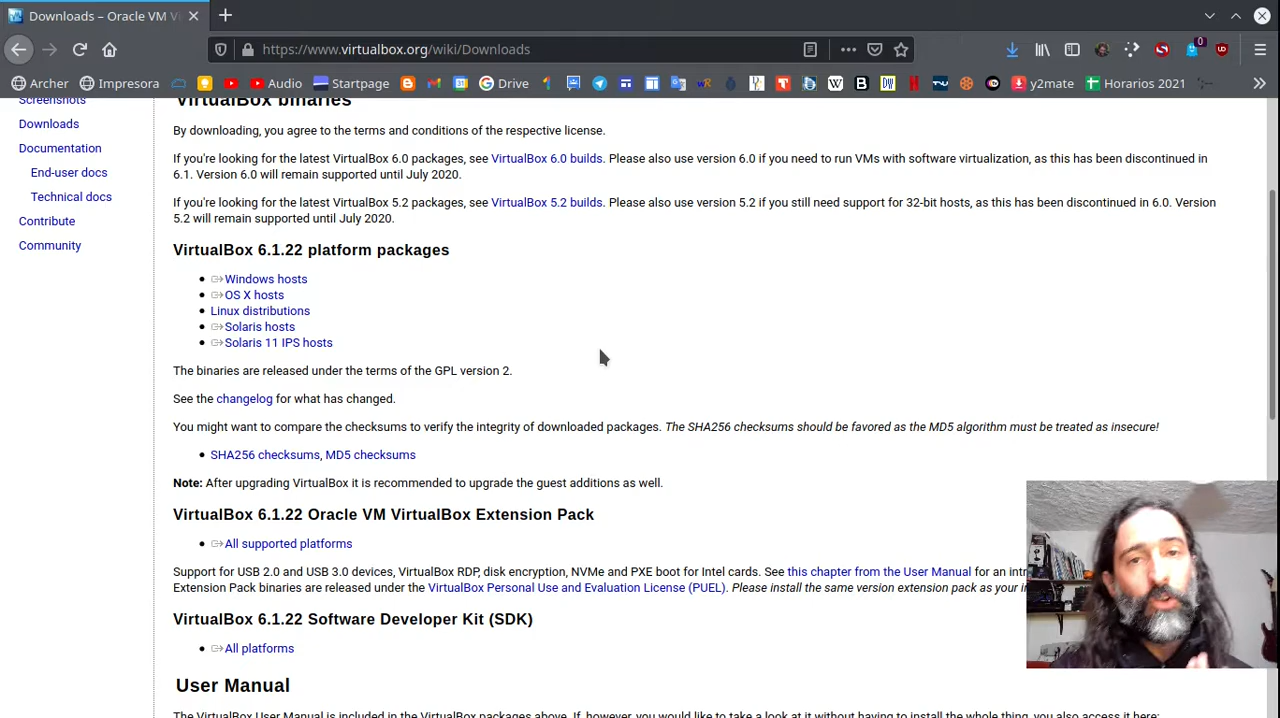 Downloads – Oracle VM Vi
https://www.virtualbox.org/wiki/Downloads
0
Archer
Impresora
Audio
Startpage
Drive
y2mate
Horarios 2021
Screenshots
Downloads
Documentation
End-user docs
Technical docs
Contribute
Community
VirtualBox binaries
By downloading, you agree to the terms and conditions of the respective license.
If you're looking for the latest VirtualBox 6.0 packages, see VirtualBox 6.0 builds. Please also use version 6.0 if you need to run VMs with software virtualization, as this has been discontinued in
6.1. Version 6.0 will remain supported until July 2020.
If you're looking for the latest VirtualBox 5.2 packages, see VirtualBox 5.2 builds. Please also use version 5.2 if you still need support for 32-bit hosts, as this has been discontinued in 6.0. Version
5.2 will remain supported until July 2020.
VirtualBox 6.1.22 platform packages
Windows hosts
OS X hosts
Linux distributions
Solaris hosts
Solaris 11 IPS hosts
The binaries are released under the terms of the GPL version 2.
See the changelog for what has changed.
You might want to compare the checksums to verify the integrity of downloaded packages. The SHA256 checksums should be favored as the MD5 algorithm must be treated as insecure!
SHA256 checksums, MD5 checksums
Note: After upgrading VirtualBox it is recommended to upgrade the guest additions as well.
VirtualBox 6.1.22 Oracle VM VirtualBox Extension Pack
All supported platforms
Support for USB 2.0 and USB 3.0 devices, VirtualBox RDP, disk encryption, NVMe and PXE boot for Intel cards. See this chapter from the User Manual for an int
Extension Pack binaries are released under the VirtualBox Personal Use and Evaluation License (PUEL). Please install the same version extension pack as your i
VirtualBox 6.1.22 Software Developer Kit (SDK)
All platforms
User Manual
The VirtualBox User Manual is included in the VirtualBox packages above. If, however, you would like to take a look at it without having to install the whole thing, you also access it here: